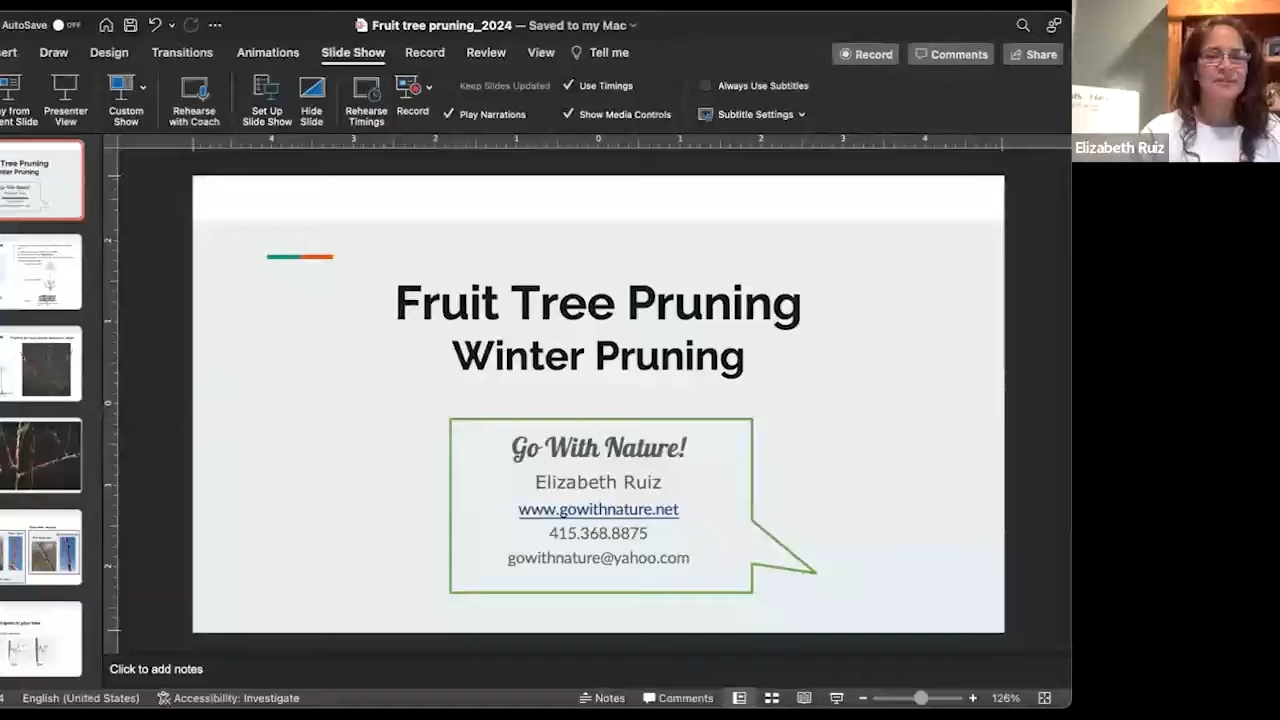 AutoSave OFF
Fruit tree pruning_2024 — Saved to my Mac
Draw Design Transitions Animations Slide Show Record Review View Tell me
Record Comments Share
Presenter View
Custom Show
Rehearse with Coach
Set Up Slide Show
Hide Slide
Rehearse Timings
Record
Keep Slides Updated
Use Timings
Play Narrations
Show Media Controls
Always Use Subtitles
Subtitle Settings
Elizabeth Ruiz
Fruit Tree Pruning
Winter Pruning
Go With Nature!
Elizabeth Ruiz
www.gowithnature.net
415.368.8875
gowithnature@yahoo.com
Click to add notes
English (United States) Accessibility: Investigate
Notes Comments 126%